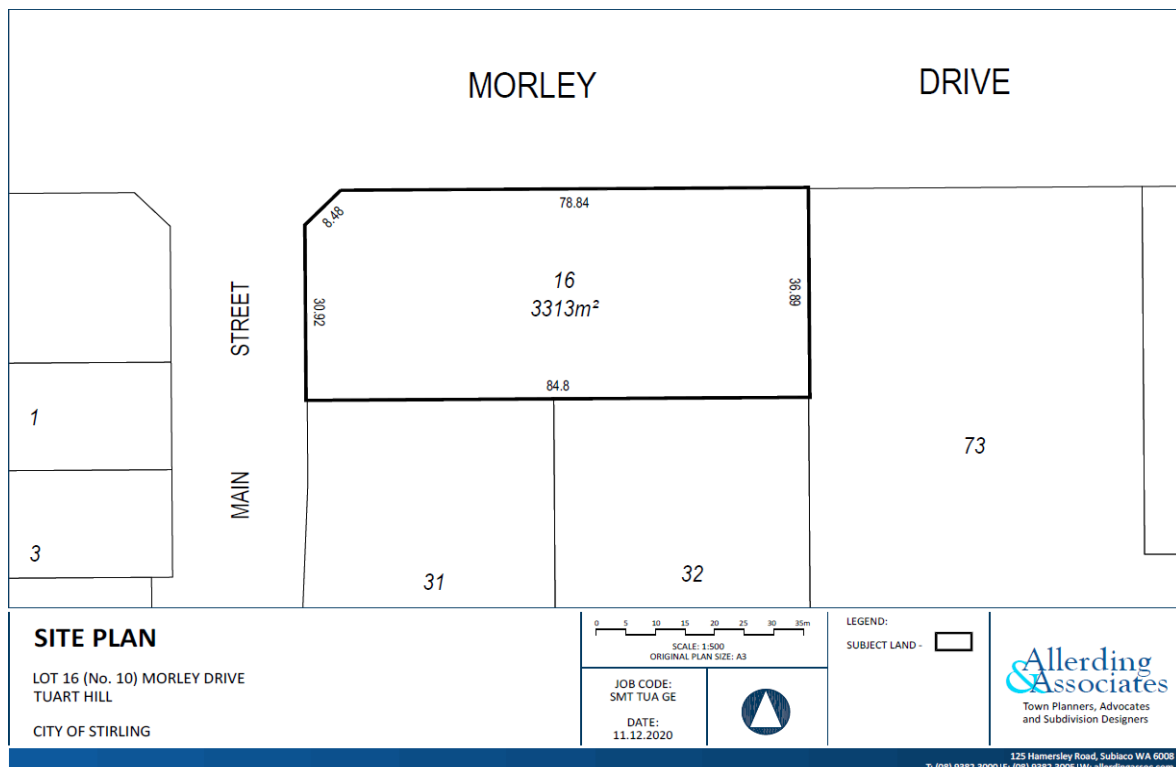 MORLEY DRIVE
78.84
8.48
16
3313m²
30.92
36.89
84.8
STREET
MAIN
1
3
31
32
73
SITE PLAN
LOT 16 (No. 10) MORLEY DRIVE
TUART HILL
CITY OF STIRLING
0 5 10 15 20 25 30 35m
SCALE: 1:500
ORIGINAL PLAN SIZE: A3
JOB CODE:
SMT TUA GE
DATE:
11.12.2020
LEGEND:
SUBJECT LAND -
Allerding
& Associates
Town Planners, Advocates
and Subdivision Designers
125 Hamersley Road, Subiaco WA 6008